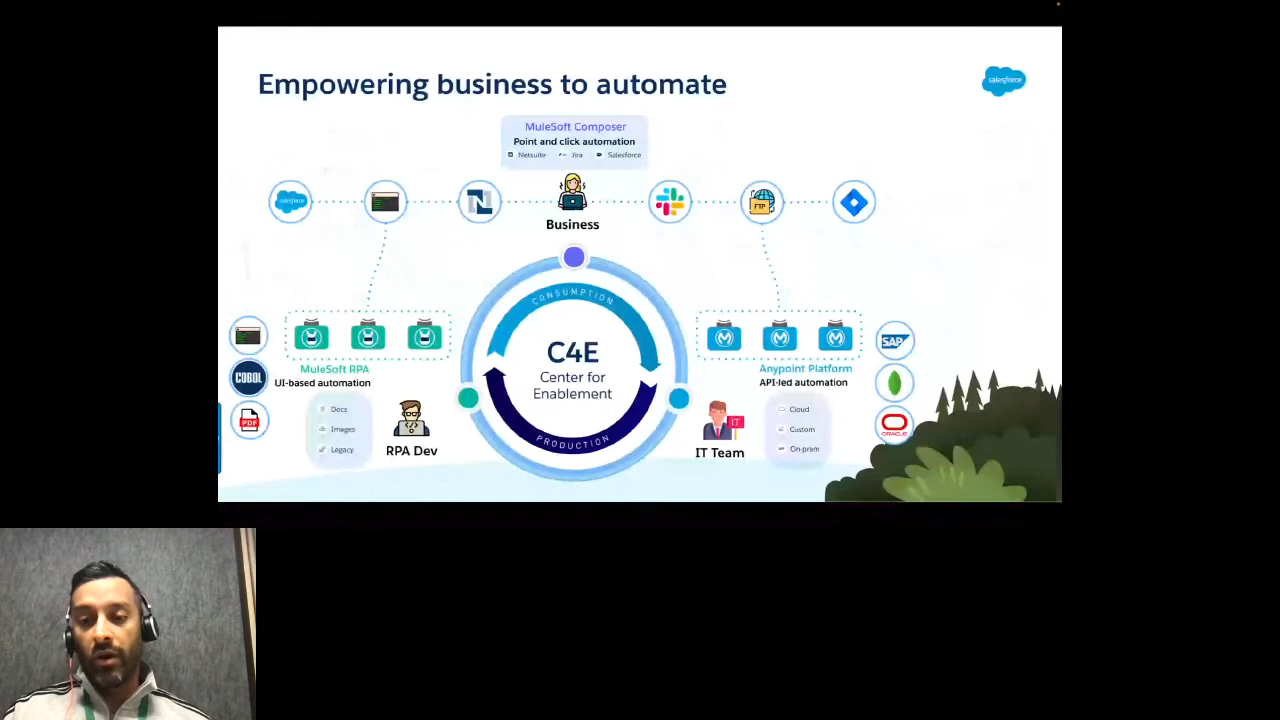 Empowering business to automate
salesforce
MuleSoft Composer
Point and click automation
Netsuite
Jira
Salesforce
salesforce
N
FTP
Business
CONSUMPTION
C4E
Center for
Enablement
PRODUCTION
MuleSoft RPA
UI-based automation
COBOL
PDF
Docs
Images
Legacy
RPA Dev
Anypoint Platform
API-led automation
SAP
ORACLE
IT
Cloud
Custom
On-prem
IT Team